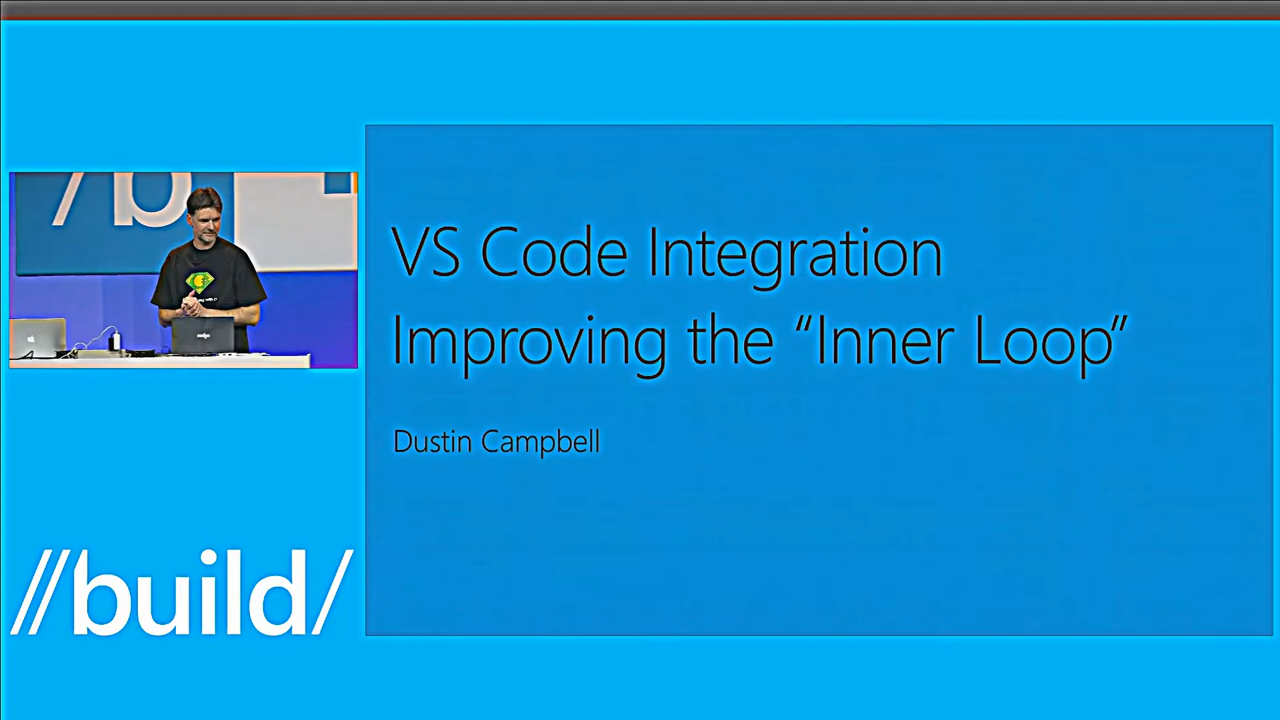 /b
VS Code Integration
Improving the “Inner Loop”
Dustin Campbell
//build/